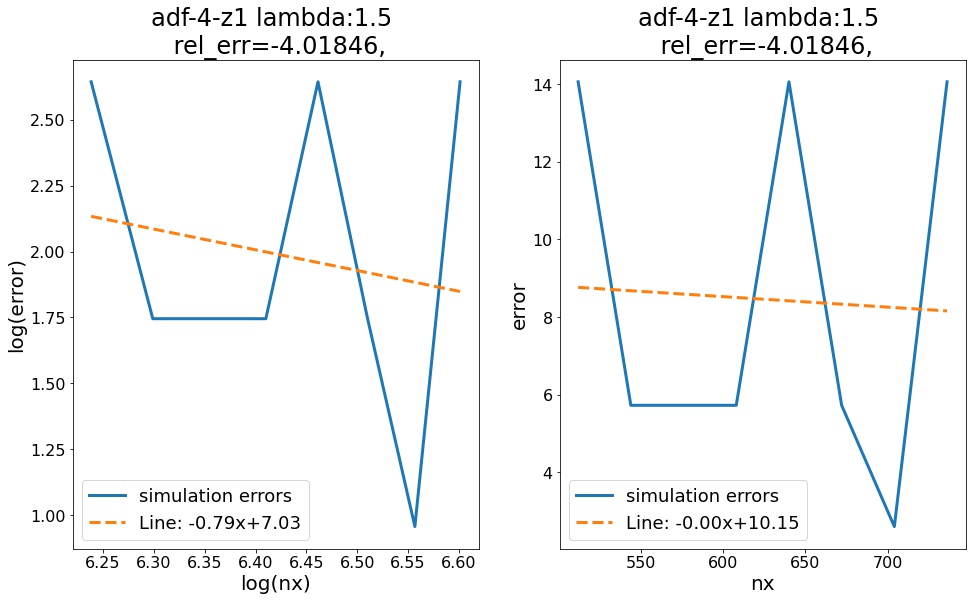 adf-4-z1 lambda:1.5
rel_err=-4.01846,
log(error)
2.50
2.25
2.00
1.75
1.50
1.25
1.00
simulation errors
Line: -0.79x+7.03
6.25 6.30 6.35 6.40 6.45 6.50 6.55 6.60
log(nx)
adf-4-z1 lambda:1.5
rel_err=-4.01846,
error
14
12
10
8
6
4
simulation errors
Line: -0.00x+10.15
550 600 650 700
nx